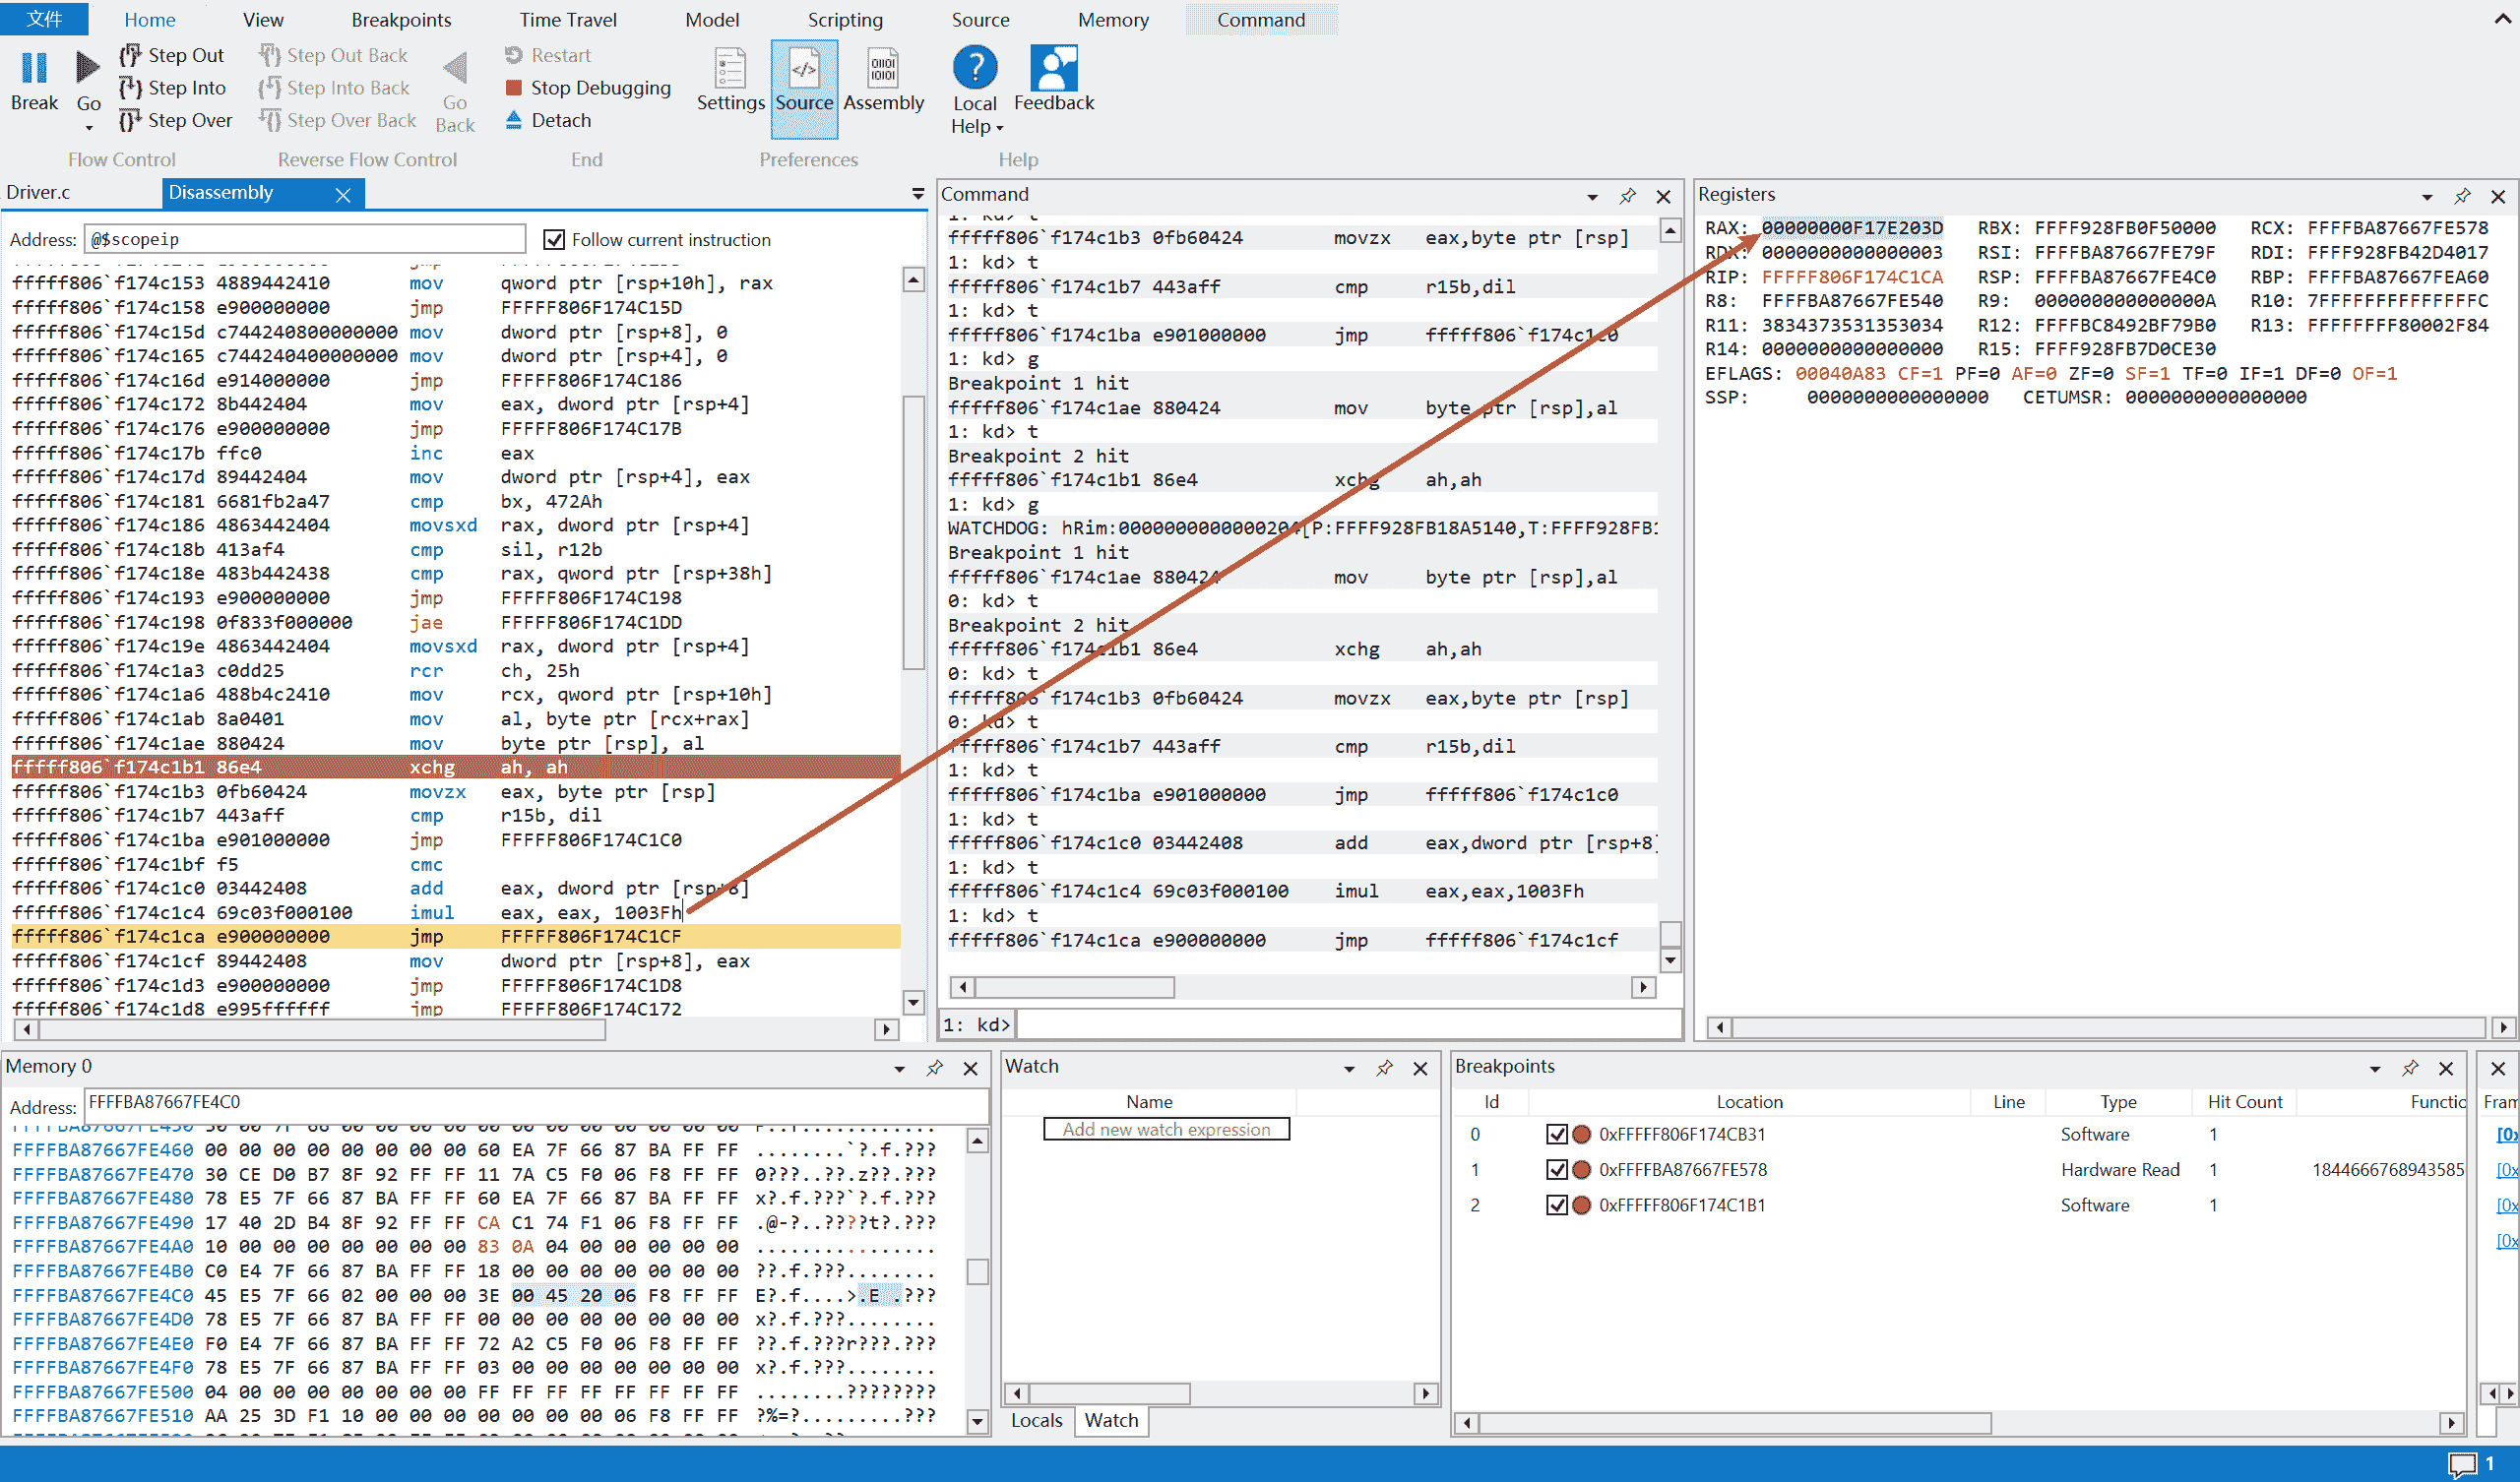 文件 Home View Breakpoints Time Travel Model Scripting Source Memory Command
Break
Go
Step Out
Step Into
Step Over
Flow Control
Step Out Back
Step Into Back
Step Over Back
Go Back
Reverse Flow Control
Restart
Stop Debugging
Detach
End
Settings Source Assembly
Preferences
Local Help
Feedback
Help
Driver.c Disassembly
Address: @$scopeip Follow current instruction
fffff806`f174c153 4889442410 mov qword ptr [rsp+10h], rax
fffff806`f174c158 e900000000 jmp FFFFF806F174C15D
fffff806`f174c15d c744240800000000 mov dword ptr [rsp+8], 0
fffff806`f174c165 c744240400000000 mov dword ptr [rsp+4], 0
fffff806`f174c16d e914000000 jmp FFFFF806F174C186
fffff806`f174c172 8b442404 mov eax, dword ptr [rsp+4]
fffff806`f174c176 e900000000 jmp FFFFF806F174C17B
fffff806`f174c17b ffc0 inc eax
fffff806`f174c17d 89442404 mov dword ptr [rsp+4], eax
fffff806`f174c181 6681fb2a47 cmp bx, 472Ah
fffff806`f174c186 4863442404 movsxd rax, dword ptr [rsp+4]
fffff806`f174c18b 413af4 cmp sil, r12b
fffff806`f174c18e 483b442438 cmp rax, qword ptr [rsp+38h]
fffff806`f174c193 e900000000 jmp FFFFF806F174C198
fffff806`f174c198 0f833f000000 jae FFFFF806F174C1DD
fffff806`f174c19e 4863442404 movsxd rax, dword ptr [rsp+4]
fffff806`f174c1a3 c0dd25 rcr ch, 25h
fffff806`f174c1a6 488b4c2410 mov rcx, qword ptr [rsp+10h]
fffff806`f174c1ab 8a0401 mov al, byte ptr [rcx+rax]
fffff806`f174c1ae 880424 mov byte ptr [rsp], al
fffff806`f174c1b1 86e4 xchg ah, ah
fffff806`f174c1b3 0fb60424 movzx eax, byte ptr [rsp]
fffff806`f174c1b7 443aff cmp r15b, dil
fffff806`f174c1ba e901000000 jmp FFFFF806F174C1C0
fffff806`f174c1bf f5 cmc
fffff806`f174c1c0 03442408 add eax, dword ptr [rsp+8]
fffff806`f174c1c4 69c03f000100 imul eax, eax, 1003Fh
fffff806`f174c1ca e900000000 jmp FFFFF806F174C1CF
fffff806`f174c1cf 89442408 mov dword ptr [rsp+8], eax
fffff806`f174c1d3 e900000000 jmp FFFFF806F174C1D8
fffff806`f174c1d8 e995ffffff jmp FFFFF806F174C172
Command
1: kd> t
fffff806`f174c1b3 0fb60424 movzx eax,byte ptr [rsp]
1: kd> t
fffff806`f174c1b7 443aff cmp r15b,dil
1: kd> t
fffff806`f174c1ba e901000000 jmp fffff806`f174c1c0
1: kd> g
Breakpoint 1 hit
fffff806`f174c1ae 880424 mov byte ptr [rsp],al
1: kd> t
Breakpoint 2 hit
fffff806`f174c1b1 86e4 xchg ah,ah
1: kd> g
WATCHDOG: hRim:0000000000000204[P:FFFF928FB18A5140,T:FFFF928FB1
Breakpoint 1 hit
fffff806`f174c1ae 880424 mov byte ptr [rsp],al
0: kd> t
Breakpoint 2 hit
fffff806`f174c1b1 86e4 xchg ah,ah
0: kd> t
fffff806`f174c1b3 0fb60424 movzx eax,byte ptr [rsp]
0: kd> t
fffff806`f174c1b7 443aff cmp r15b,dil
1: kd> t
fffff806`f174c1ba e901000000 jmp fffff806`f174c1c0
1: kd> t
fffff806`f174c1c0 03442408 add eax,dword ptr [rsp+8]
1: kd> t
fffff806`f174c1c4 69c03f000100 imul eax,eax,1003Fh
1: kd> t
fffff806`f174c1ca e900000000 jmp fffff806`f174c1cf
1: kd>
Registers
RAX: 00000000F17E203D RBX: FFFF928FB0F50000 RCX: FFFFBA87667FE578
RDX: 0000000000000003 RSI: FFFFBA87667FE79F RDI: FFFF928FB42D4017
RIP: FFFFF806F174C1CA RSP: FFFFBA87667FE4C0 RBP: FFFFBA87667FEA60
R8: FFFFBA87667FE540 R9: 000000000000000A R10: 7FFFFFFFFFFFFFFC
R11: 3834373531353034 R12: FFFFBC8492BF79B0 R13: FFFFFFFF80002F84
R14: 0000000000000000 R15: FFFF928FB7D0CE30
EFLAGS: 00040A83 CF=1 PF=0 AF=0 ZF=0 SF=1 TF=0 IF=1 DF=0 OF=1
SSP: 0000000000000000 CETUMSR: 0000000000000000
Memory 0
Address: FFFFBA87667FE4C0
FFFFBA87667FE460 00 00 00 00 00 00 00 00 60 EA 7F 66 87 BA FF FF ........`?.f.???
FFFFBA87667FE470 30 CE D0 B7 8F 92 FF FF 11 7A C5 F0 06 F8 FF FF 0???..??.z??.???
FFFFBA87667FE480 78 E5 7F 66 87 BA FF FF 60 EA 7F 66 87 BA FF FF x?.f.???`?.f.???
FFFFBA87667FE490 17 40 2D B4 8F 92 FF FF CA C1 74 F1 06 F8 FF FF .@-?..????t?.???
FFFFBA87667FE4A0 10 00 00 00 00 00 00 00 83 0A 04 00 00 00 00 00 ................
FFFFBA87667FE4B0 C0 E4 7F 66 87 BA FF FF 18 00 00 00 00 00 00 00 ??.f.???........
FFFFBA87667FE4C0 45 E5 7F 66 02 00 00 00 3E 00 45 20 06 F8 FF FF E?.f....>.E .???
FFFFBA87667FE4D0 78 E5 7F 66 87 BA FF FF 00 00 00 00 00 00 00 00 x?.f.???........
FFFFBA87667FE4E0 F0 E4 7F 66 87 BA FF FF 72 A2 C5 F0 06 F8 FF FF ??.f.???r???.???
FFFFBA87667FE4F0 78 E5 7F 66 87 BA FF FF 03 00 00 00 00 00 00 00 x?.f.???........
FFFFBA87667FE500 04 00 00 00 00 00 00 00 FF FF FF FF FF FF FF FF ........????????
FFFFBA87667FE510 AA 25 3D F1 10 00 00 00 00 00 00 00 06 F8 FF FF ?%=?.........???
Watch
Name
Add new watch expression
Locals Watch
Breakpoints
Id Location Line Type Hit Count Functio
0 0xFFFFF806F174CB31 Software 1
1 0xFFFFBA87667FE578 Hardware Read 1 1844666768943585
2 0xFFFFF806F174C1B1 Software 1
Fram
[0x
[0x
[0x
[0x
1